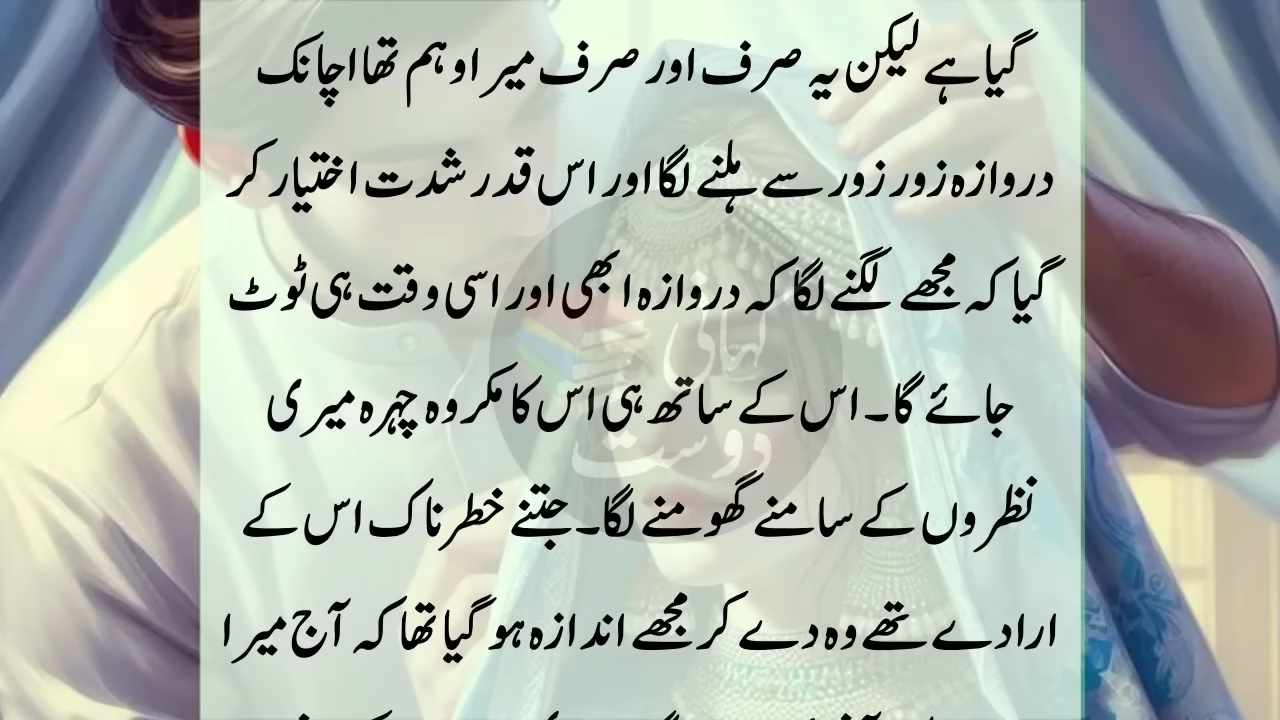 گیا ہے لیکن یہ صرف اور صرف میرا وہم تھا اچانک
دروازہ زور زور سے ہلنے لگا اور اس قدر شدت اختیار کر
گیا کہ مجھے لگنے لگا کہ دروازہ ابھی اور اسی وقت ہی ٹوٹ
جائے گا۔ اس کے ساتھ ہی اس کا مکروہ چہرہ میری
نظروں کے سامنے گھومنے لگا۔ جتنے خطرناک اس کے
ارادے تھے وہ دے کر مجھے اندازہ ہو گیا تھا کہ آج میرا
کہانی
دوست